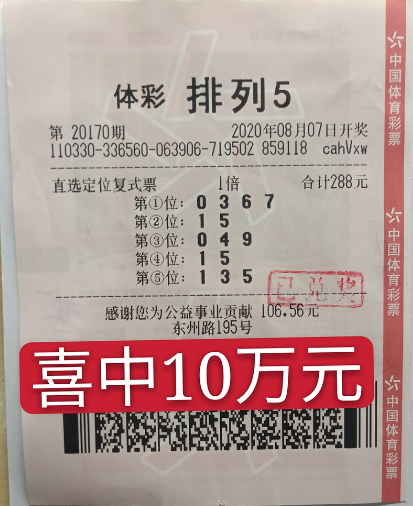 体彩 排列5
第 20170期 2020年08月07日开奖
110330-336560-063906-719502 859118 cahVxw
直选定位复式票 1倍 合计288元
第①位：0 3 6 7
第②位：1 5
第③位：0 4 9
第④位：1 5
第⑤位：1 3 5
已兑奖
感谢您为公益事业贡献 106.56元
东州路195号
喜中10万元
中国体育彩票
中国体育彩票
中国体育彩票